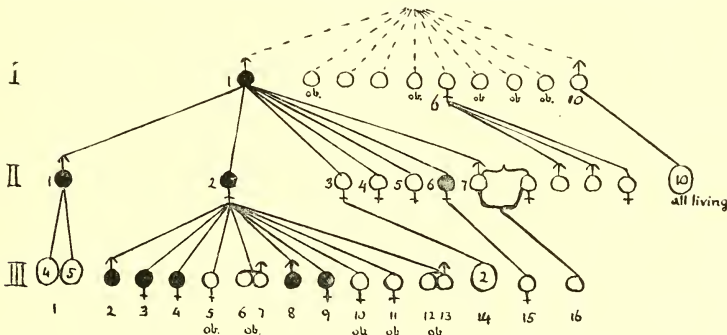 I 1 ob. ob. 6 ob ob ob. 10
II 1 2 3 4 5 6 7 10
all living
III 4 5 2
1 2 3 4 5 6 7 8 9 10 11 12 13 14 15 16
ob. ob. ob ob ob